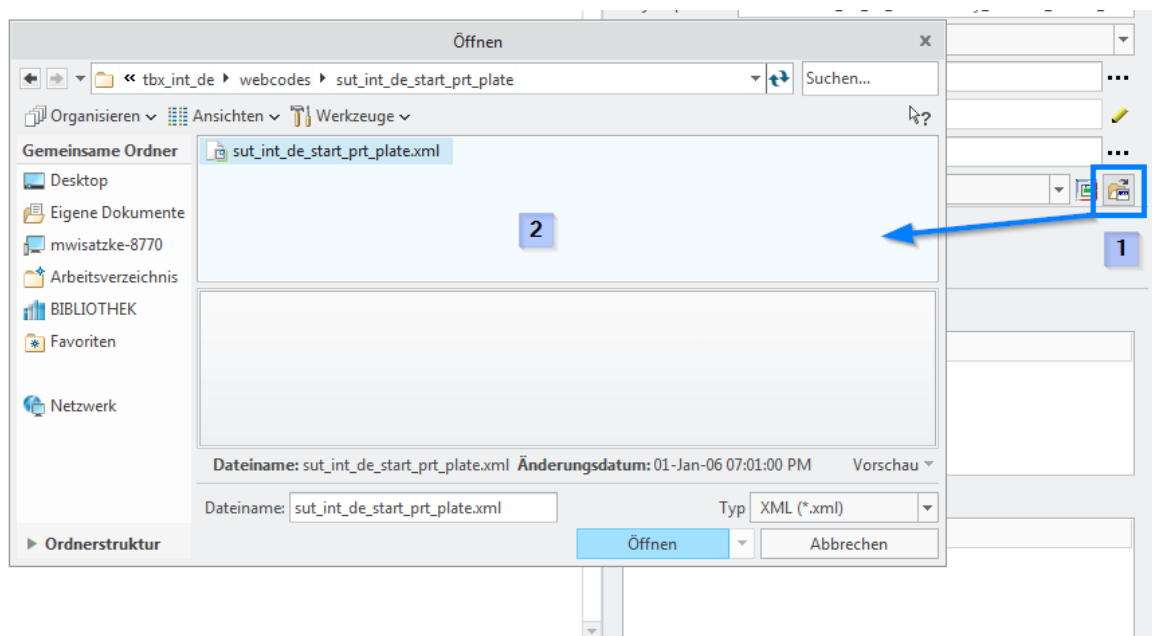 Öffnen
« tbx_int_de webcodes sut_int_de_start_prt_plate Suchen...
Organisieren Ansichten Werkzeuge
Gemeinsame Ordner
sut_int_de_start_prt_plate.xml
Desktop
Eigene Dokumente
mwisatzke-8770
Arbeitsverzeichnis
BIBLIOTHEK
Favoriten
Netzwerk
2
1
Dateiname: sut_int_de_start_prt_plate.xml Änderungsdatum: 01-Jan-06 07:01:00 PM Vorschau
Dateiname: sut_int_de_start_prt_plate.xml Typ XML (*.xml)
Ordnerstruktur
Öffnen Abbrechen